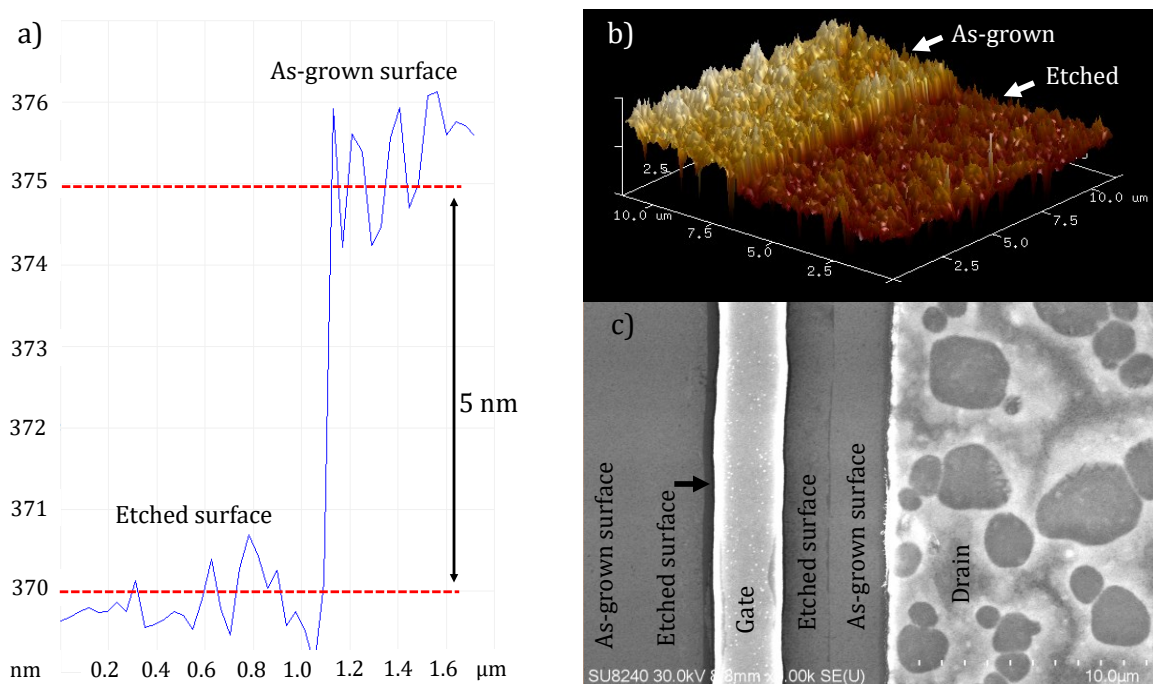 a)
As-grown surface
376
375
374
373
372
371
370
5 nm
Etched surface
nm 0.2 0.4 0.6 0.8 1.0 1.2 1.4 1.6 μm
b)
As-grown
Etched
2.5
10.0 um
7.5
5.0
2.5
10.0
7.5
5.0
2.5
c)
As-grown surface
Etched surface
Gate
Etched surface
As-grown surface
Drain
SU8240 30.0kV SE(U)
10.0μm